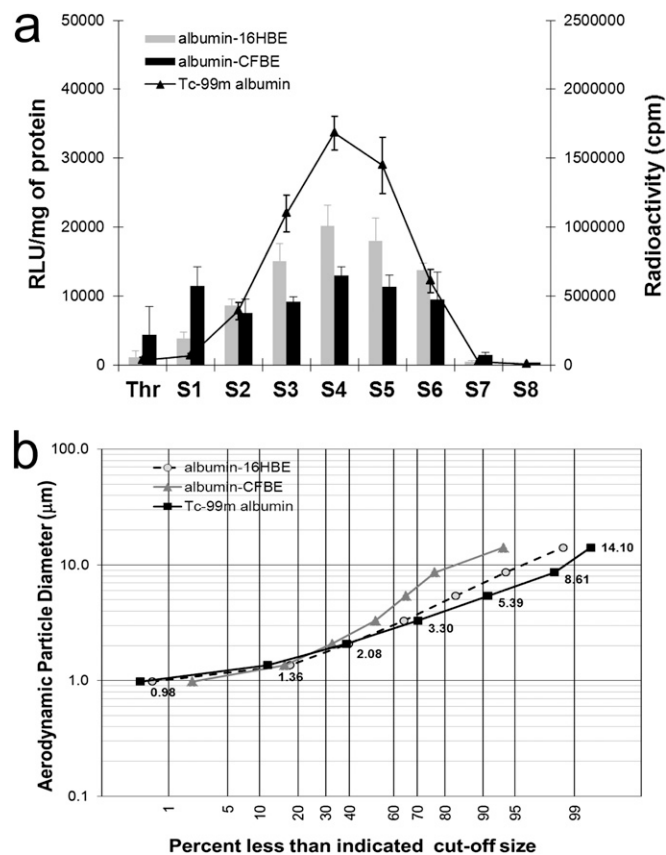 a
albumin-16HBE
albumin-CFBE
Tc-99m albumin
RLU/mg of protein
50000
40000
30000
20000
10000
0
Radioactivity (cpm)
2500000
2000000
1500000
1000000
500000
0
Thr S1 S2 S3 S4 S5 S6 S7 S8
b
albumin-16HBE
albumin-CFBE
Tc-99m albumin
Aerodynamic Particle Diameter (µm)
100.0
10.0
1.0
0.1
14.10
8.61
5.39
3.30
2.08
1.36
0.98
1 5 10 20 30 40 60 70 80 90 95 99
Percent less than indicated cut-off size